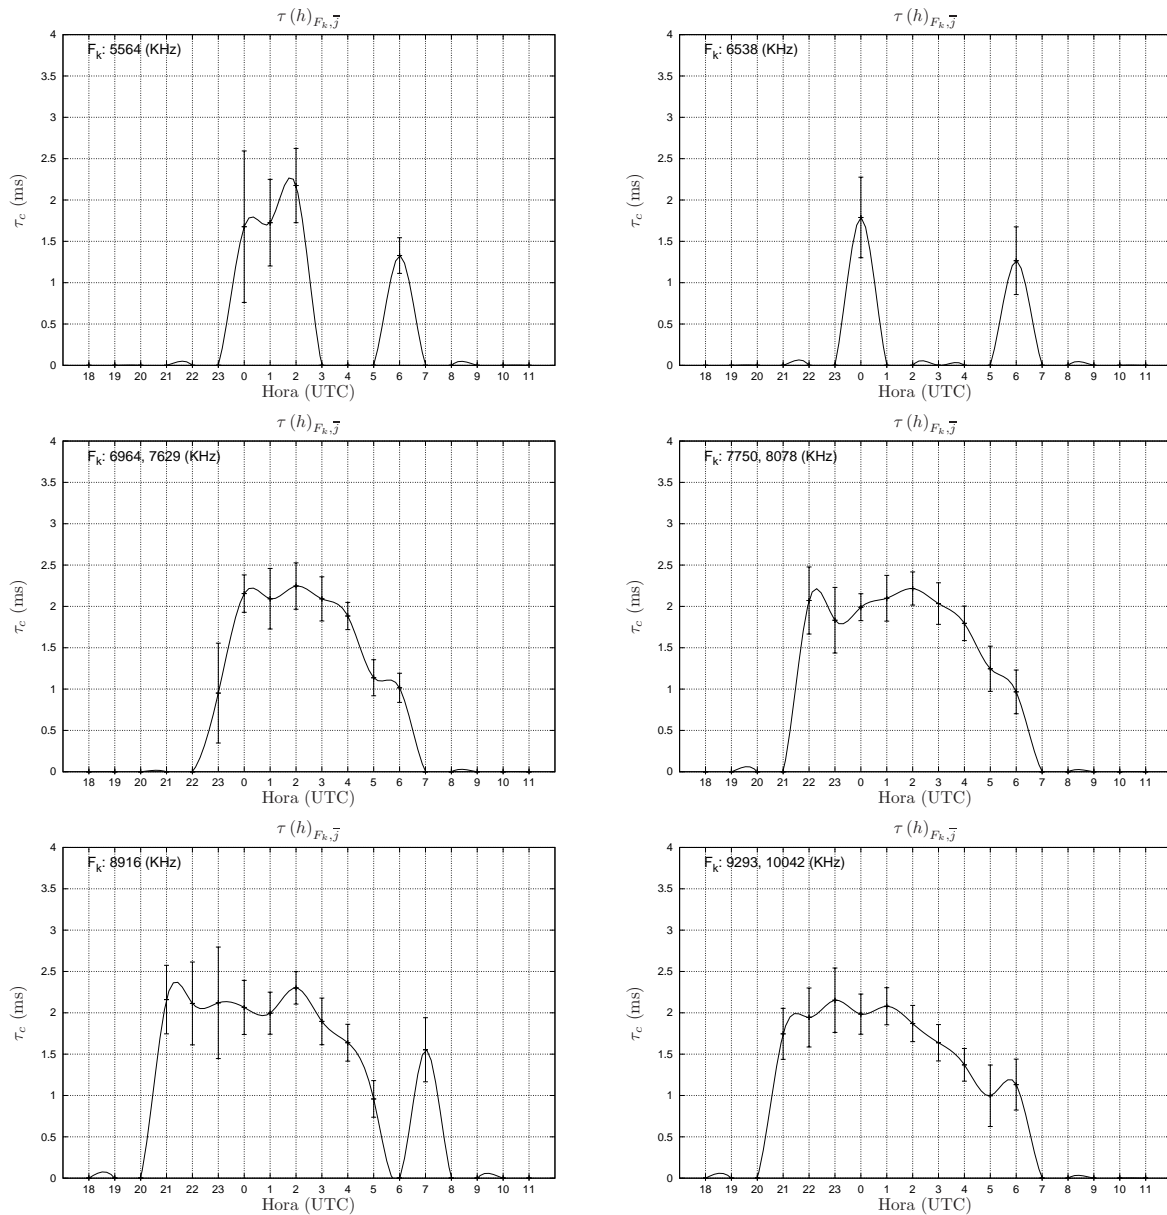 τ (h)_{F_k, j̅}
F_k: 5564 (KHz)
4
3.5
3
2.5
2
1.5
1
0.5
0
τ_c (ms)
18 19 20 21 22 23 0 1 2 3 4 5 6 7 8 9 10 11
Hora (UTC)
τ (h)_{F_k, j̅}
F_k: 6538 (KHz)
4
3.5
3
2.5
2
1.5
1
0.5
0
τ_c (ms)
18 19 20 21 22 23 0 1 2 3 4 5 6 7 8 9 10 11
Hora (UTC)
τ (h)_{F_k, j̅}
F_k: 6964, 7629 (KHz)
4
3.5
3
2.5
2
1.5
1
0.5
0
τ_c (ms)
18 19 20 21 22 23 0 1 2 3 4 5 6 7 8 9 10 11
Hora (UTC)
τ (h)_{F_k, j̅}
F_k: 7750, 8078 (KHz)
4
3.5
3
2.5
2
1.5
1
0.5
0
τ_c (ms)
18 19 20 21 22 23 0 1 2 3 4 5 6 7 8 9 10 11
Hora (UTC)
τ (h)_{F_k, j̅}
F_k: 8916 (KHz)
4
3.5
3
2.5
2
1.5
1
0.5
0
τ_c (ms)
18 19 20 21 22 23 0 1 2 3 4 5 6 7 8 9 10 11
Hora (UTC)
τ (h)_{F_k, j̅}
F_k: 9293, 10042 (KHz)
4
3.5
3
2.5
2
1.5
1
0.5
0
τ_c (ms)
18 19 20 21 22 23 0 1 2 3 4 5 6 7 8 9 10 11
Hora (UTC)